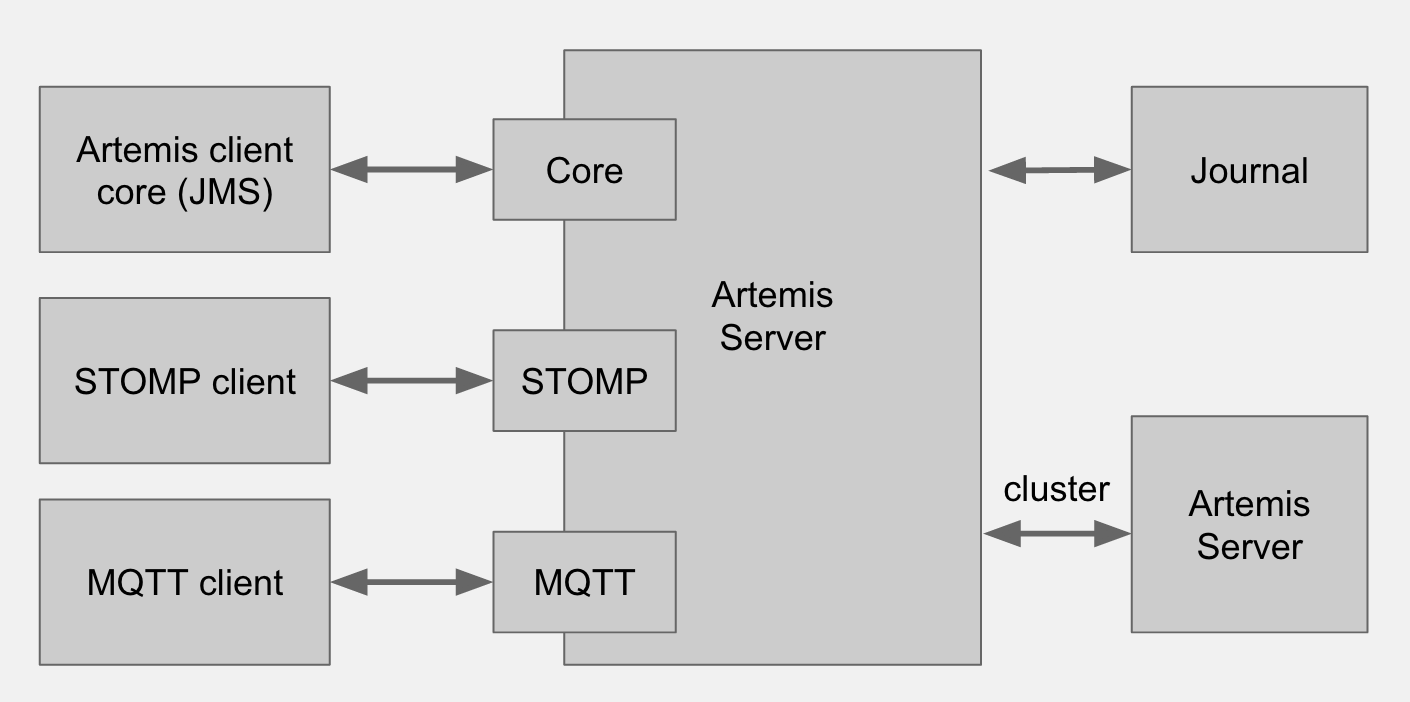 Artemis client
core (JMS)
Core
Journal
STOMP client
STOMP
Artemis
Server
MQTT client
MQTT
cluster
Artemis
Server